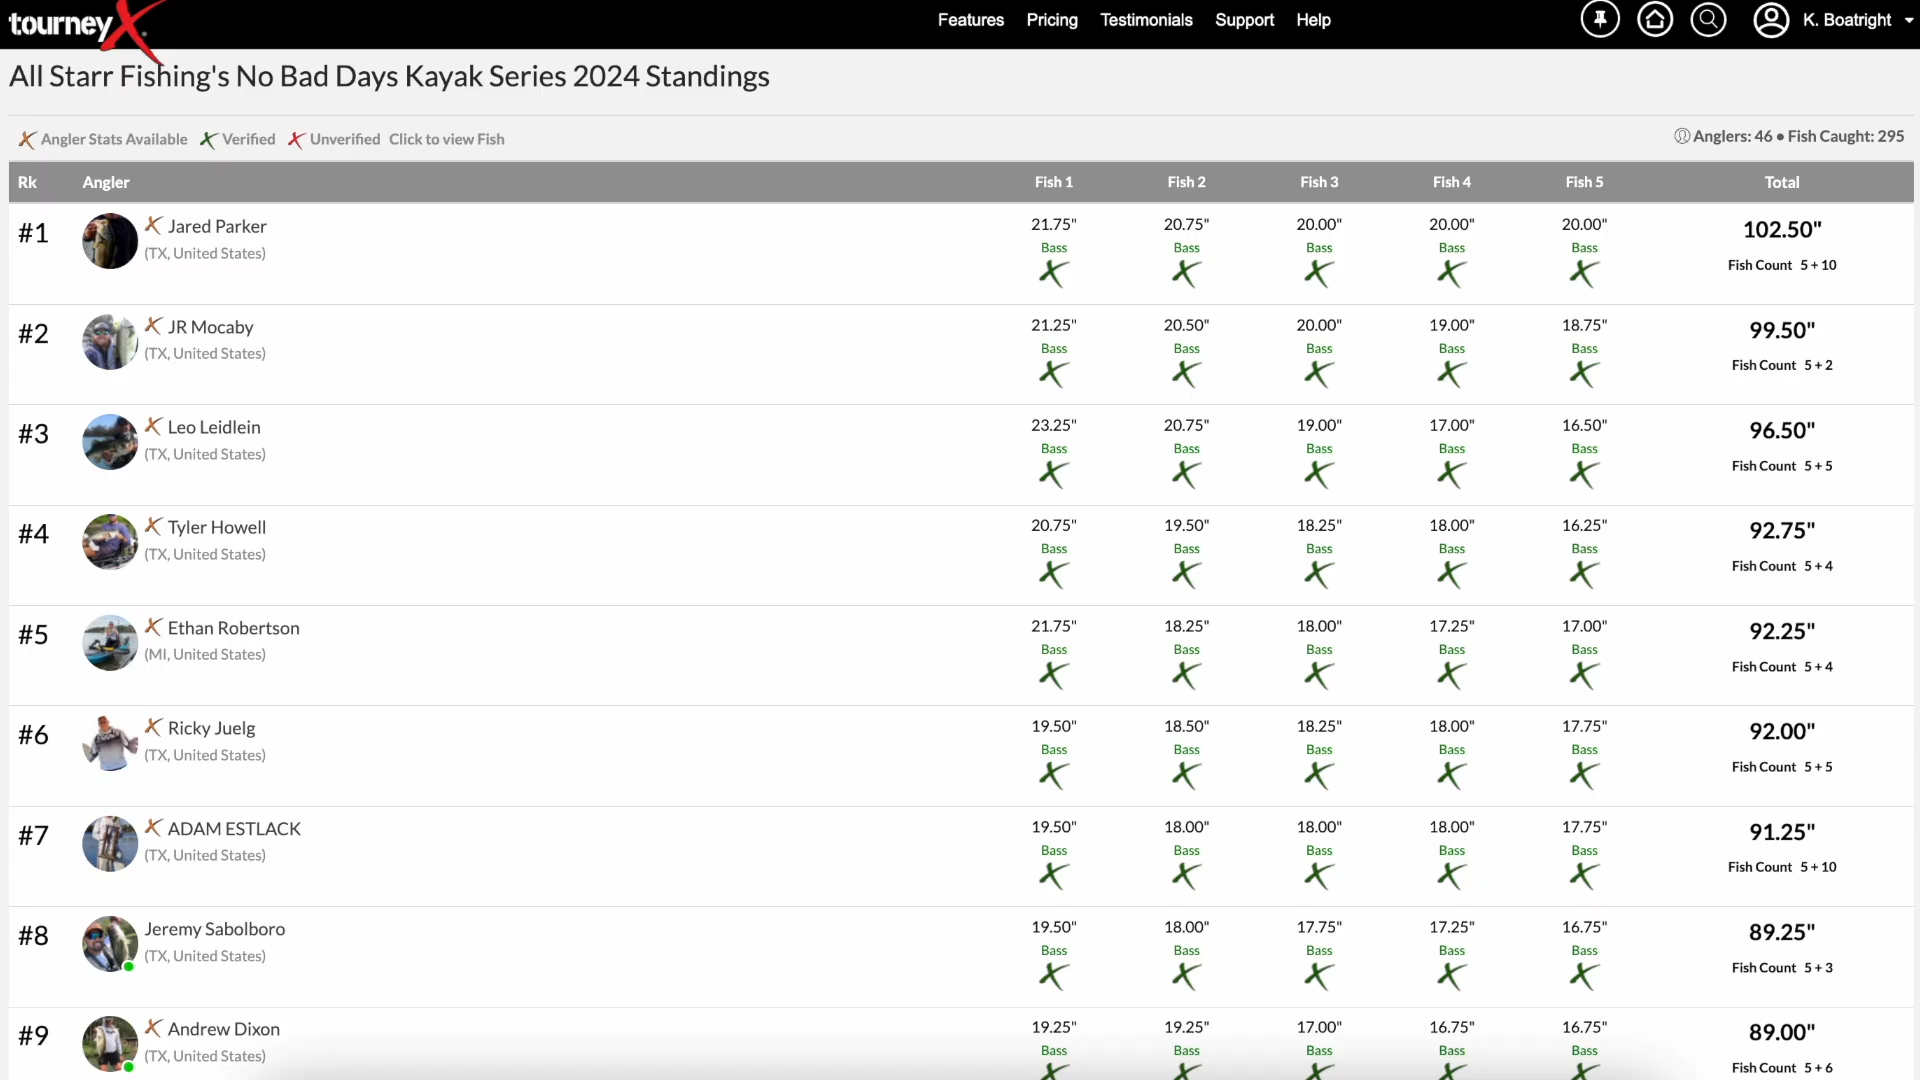 tourneyX
Features Pricing Testimonials Support Help K. Boatright
All Starr Fishing's No Bad Days Kayak Series 2024 Standings
Angler Stats Available Verified Unverified Click to view Fish
Anglers: 46 • Fish Caught: 295
Rk Angler Fish 1 Fish 2 Fish 3 Fish 4 Fish 5 Total
#1 Jared Parker 21.75" 20.75" 20.00" 20.00" 20.00" 102.50"
(TX, United States) Bass Bass Bass Bass Bass
Fish Count 5 + 10
#2 JR Mocaby 21.25" 20.50" 20.00" 19.00" 18.75" 99.50"
(TX, United States) Bass Bass Bass Bass Bass
Fish Count 5 + 2
#3 Leo Leidlein 23.25" 20.75" 19.00" 17.00" 16.50" 96.50"
(TX, United States) Bass Bass Bass Bass Bass
Fish Count 5 + 5
#4 Tyler Howell 20.75" 19.50" 18.25" 18.00" 16.25" 92.75"
(TX, United States) Bass Bass Bass Bass Bass
Fish Count 5 + 4
#5 Ethan Robertson 21.75" 18.25" 18.00" 17.25" 17.00" 92.25"
(MI, United States) Bass Bass Bass Bass Bass
Fish Count 5 + 4
#6 Ricky Juelg 19.50" 18.50" 18.25" 18.00" 17.75" 92.00"
(TX, United States) Bass Bass Bass Bass Bass
Fish Count 5 + 5
#7 ADAM ESTLACK 19.50" 18.00" 18.00" 18.00" 17.75" 91.25"
(TX, United States) Bass Bass Bass Bass Bass
Fish Count 5 + 10
#8 Jeremy Sabolboro 19.50" 18.00" 17.75" 17.25" 16.75" 89.25"
(TX, United States) Bass Bass Bass Bass Bass
Fish Count 5 + 3
#9 Andrew Dixon 19.25" 19.25" 17.00" 16.75" 16.75" 89.00"
(TX, United States) Bass Bass Bass Bass Bass
Fish Count 5 + 6